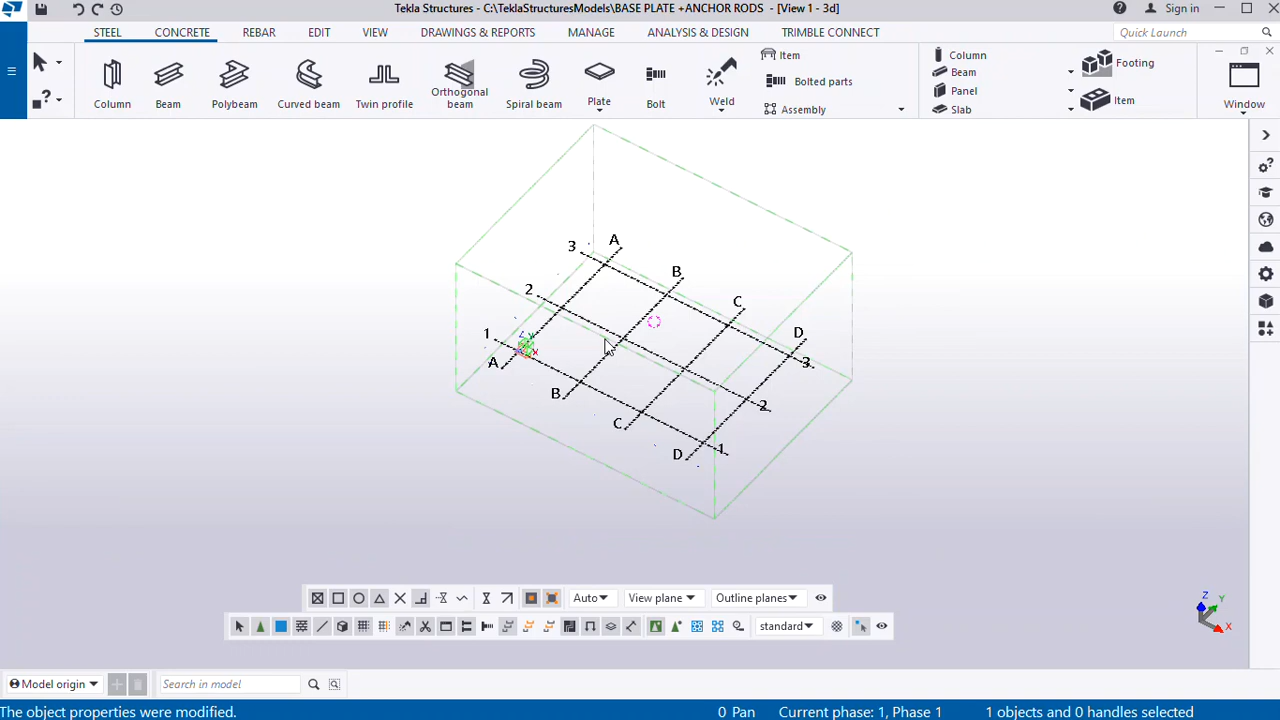 Tekla Structures - C:\TeklaStructuresModels\BASE PLATE +ANCHOR RODS - [View 1 - 3d]
Sign in
STEEL CONCRETE REBAR EDIT VIEW DRAWINGS & REPORTS MANAGE ANALYSIS & DESIGN TRIMBLE CONNECT
Quick Launch
Column
Beam
Polybeam
Curved beam
Twin profile
Orthogonal
beam
Spiral beam
Plate
Bolt
Weld
Item
Bolted parts
Assembly
Column
Beam
Panel
Slab
Footing
Item
Window
3 A
B
2
C
1
D
A
3
B
2
C
D 1
Z Y
X
Auto View plane Outline planes
standard
Z
Y
X
Model origin
Search in model
The object properties were modified.
0 Pan
Current phase: 1, Phase 1
1 objects and 0 handles selected